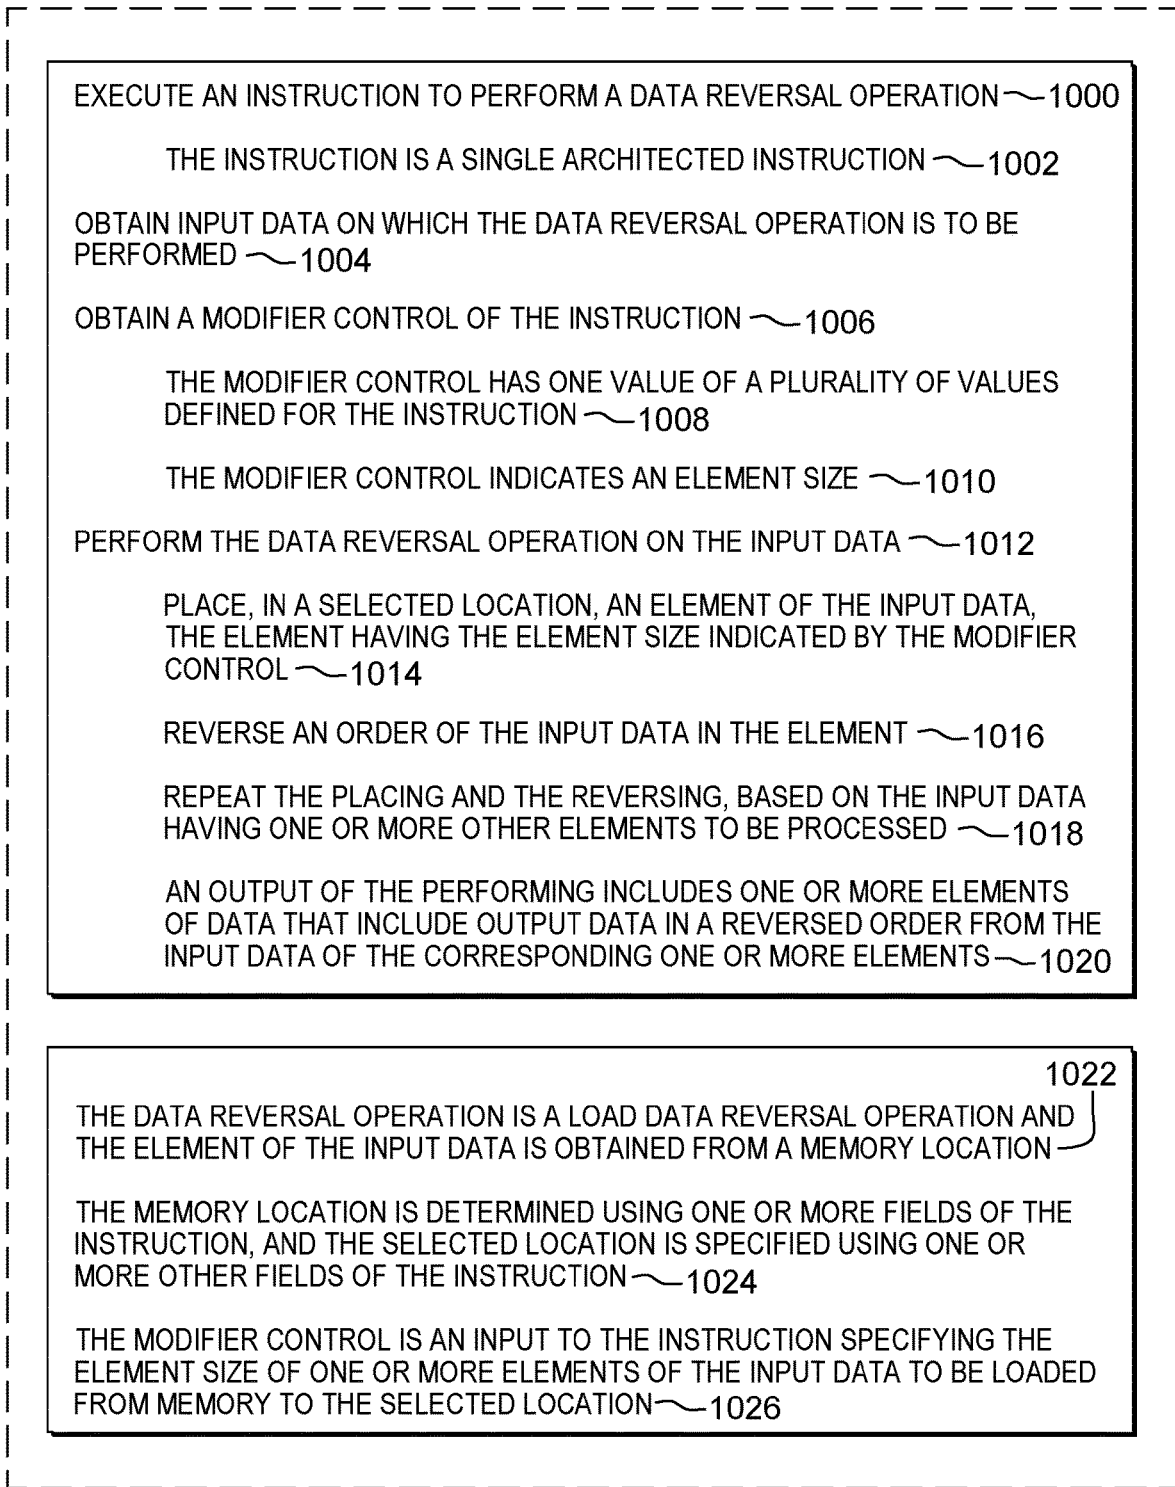 EXECUTE AN INSTRUCTION TO PERFORM A DATA REVERSAL OPERATION 1000
THE INSTRUCTION IS A SINGLE ARCHITECTED INSTRUCTION 1002
OBTAIN INPUT DATA ON WHICH THE DATA REVERSAL OPERATION IS TO BE
PERFORMED 1004
OBTAIN A MODIFIER CONTROL OF THE INSTRUCTION 1006
THE MODIFIER CONTROL HAS ONE VALUE OF A PLURALITY OF VALUES
DEFINED FOR THE INSTRUCTION 1008
THE MODIFIER CONTROL INDICATES AN ELEMENT SIZE 1010
PERFORM THE DATA REVERSAL OPERATION ON THE INPUT DATA 1012
PLACE, IN A SELECTED LOCATION, AN ELEMENT OF THE INPUT DATA,
THE ELEMENT HAVING THE ELEMENT SIZE INDICATED BY THE MODIFIER
CONTROL 1014
REVERSE AN ORDER OF THE INPUT DATA IN THE ELEMENT 1016
REPEAT THE PLACING AND THE REVERSING, BASED ON THE INPUT DATA
HAVING ONE OR MORE OTHER ELEMENTS TO BE PROCESSED 1018
AN OUTPUT OF THE PERFORMING INCLUDES ONE OR MORE ELEMENTS
OF DATA THAT INCLUDE OUTPUT DATA IN A REVERSED ORDER FROM THE
INPUT DATA OF THE CORRESPONDING ONE OR MORE ELEMENTS 1020
1022
THE DATA REVERSAL OPERATION IS A LOAD DATA REVERSAL OPERATION AND
THE ELEMENT OF THE INPUT DATA IS OBTAINED FROM A MEMORY LOCATION
THE MEMORY LOCATION IS DETERMINED USING ONE OR MORE FIELDS OF THE
INSTRUCTION, AND THE SELECTED LOCATION IS SPECIFIED USING ONE OR
MORE OTHER FIELDS OF THE INSTRUCTION 1024
THE MODIFIER CONTROL IS AN INPUT TO THE INSTRUCTION SPECIFYING THE
ELEMENT SIZE OF ONE OR MORE ELEMENTS OF THE INPUT DATA TO BE LOADED
FROM MEMORY TO THE SELECTED LOCATION 1026